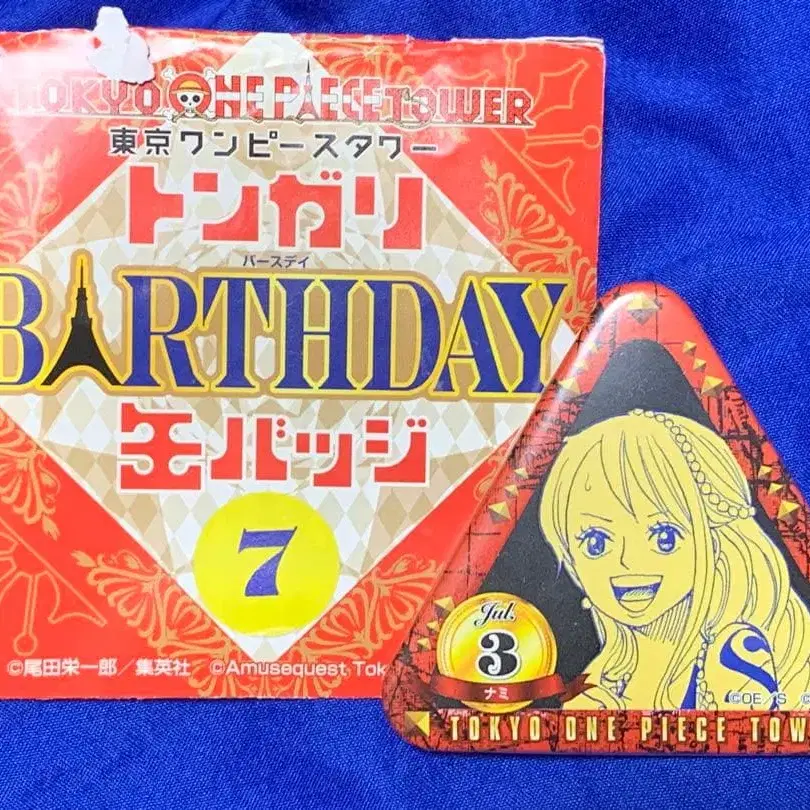 TOKYO ONE PIECE TOWER
東京ワンピースタワー
トンガリ
バースデイ
BIRTHDAY
缶バッジ
7
©尾田栄一郎／集英社 ©Amusequest Tok
Jul.
3
ナミ
©OE／S ©
TOKYO ONE PIECE TOW